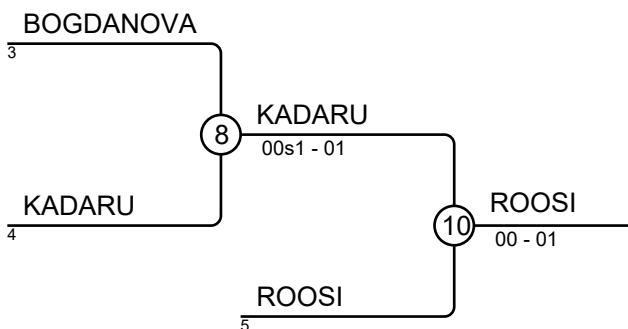 BOGDANOVA
3
8
KADARU
00s1 - 01
KADARU
4
10
ROOSI
00 - 01
ROOSI
5